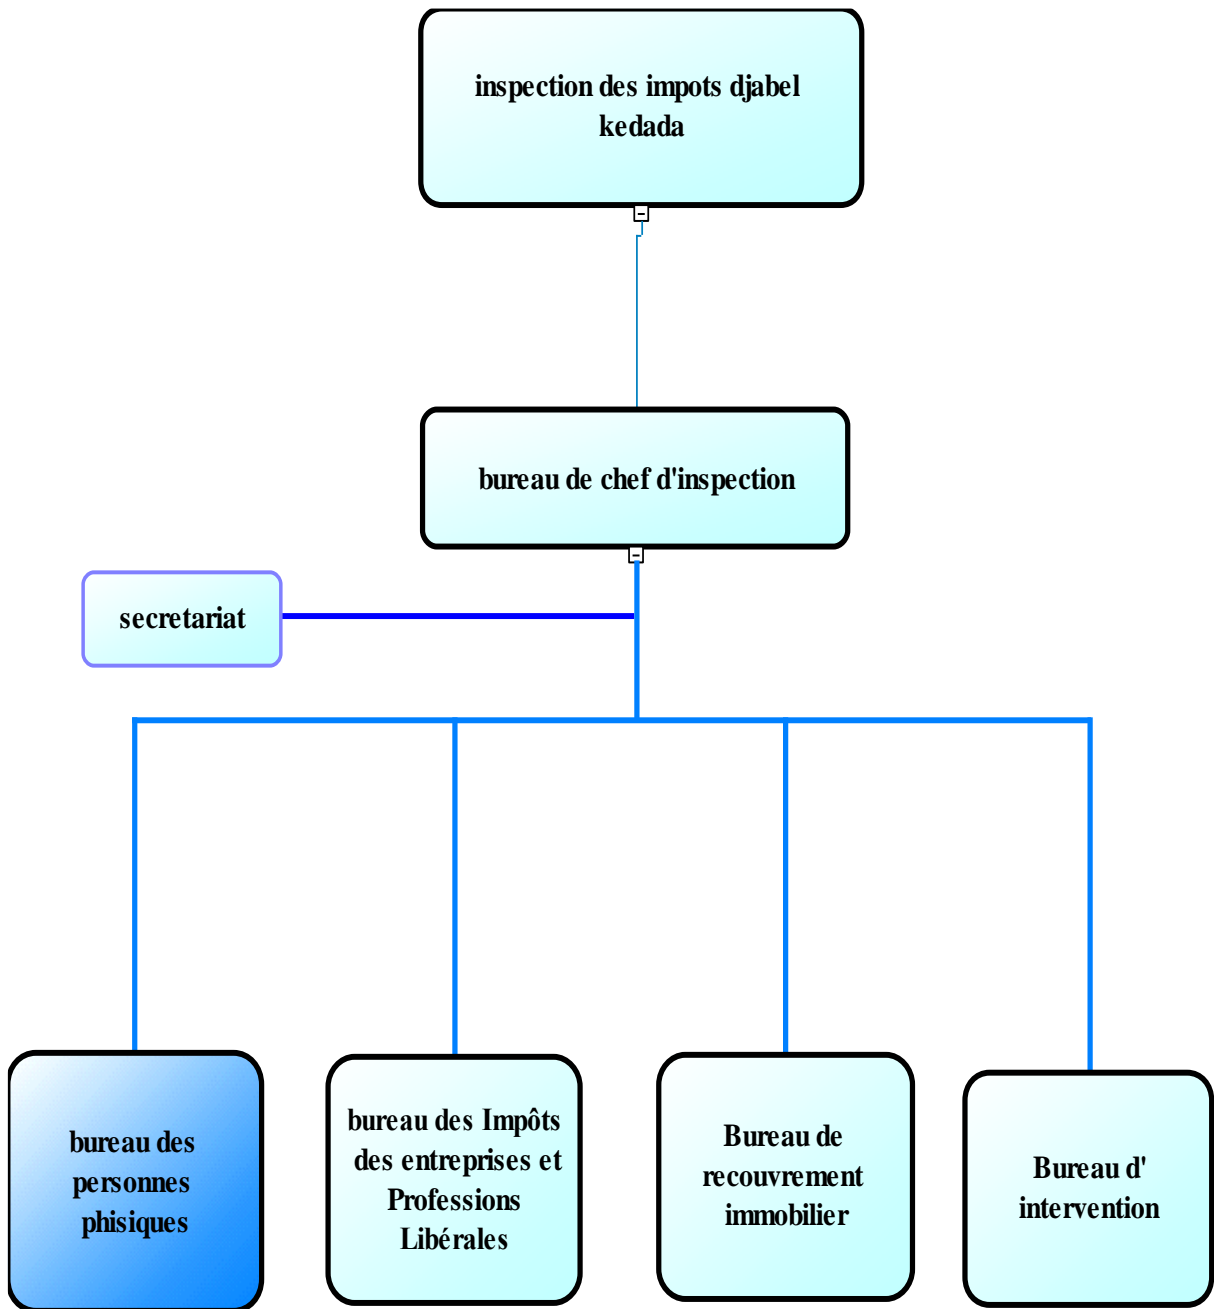 inspection des impots djabel
kedada
bureau de chef d'inspection
secretariat
bureau des
personnes
phisiques
bureau des Impôts
des entreprises et
Professions
Libérales
Bureau de
recouvrement
immobilier
Bureau d'
intervention